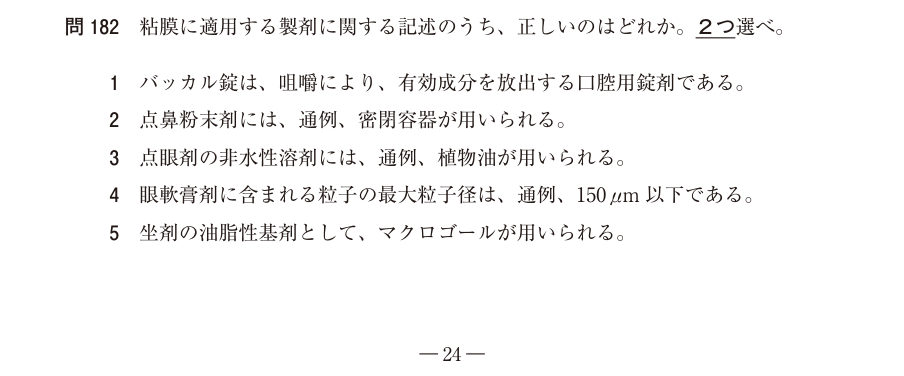 問 182 粘膜に適用する製剤に関する記述のうち、正しいのはどれか。2つ選べ。
1 バッカル錠は、咀嚼により、有効成分を放出する口腔用錠剤である。
2 点鼻粉末剤には、通例、密閉容器が用いられる。
3 点眼剤の非水性溶剤には、通例、植物油が用いられる。
4 眼軟膏剤に含まれる粒子の最大粒子径は、通例、150 μm 以下である。
5 坐剤の油脂性基剤として、マクロゴールが用いられる。
― 24 ―